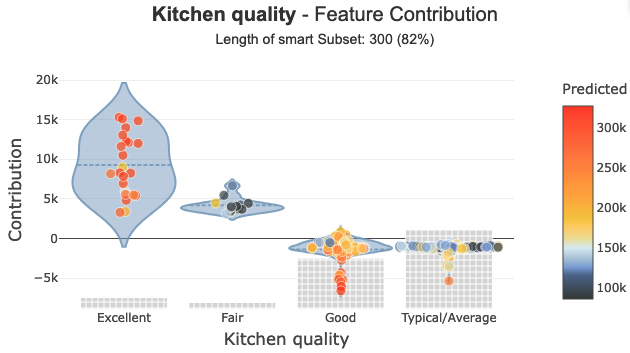 Kitchen quality - Feature Contribution
Length of smart Subset: 300 (82%)
Predicted
20k
15k
10k
5k
0
−5k
Contribution
300k
250k
200k
150k
100k
Excellent Fair Good Typical/Average
Kitchen quality